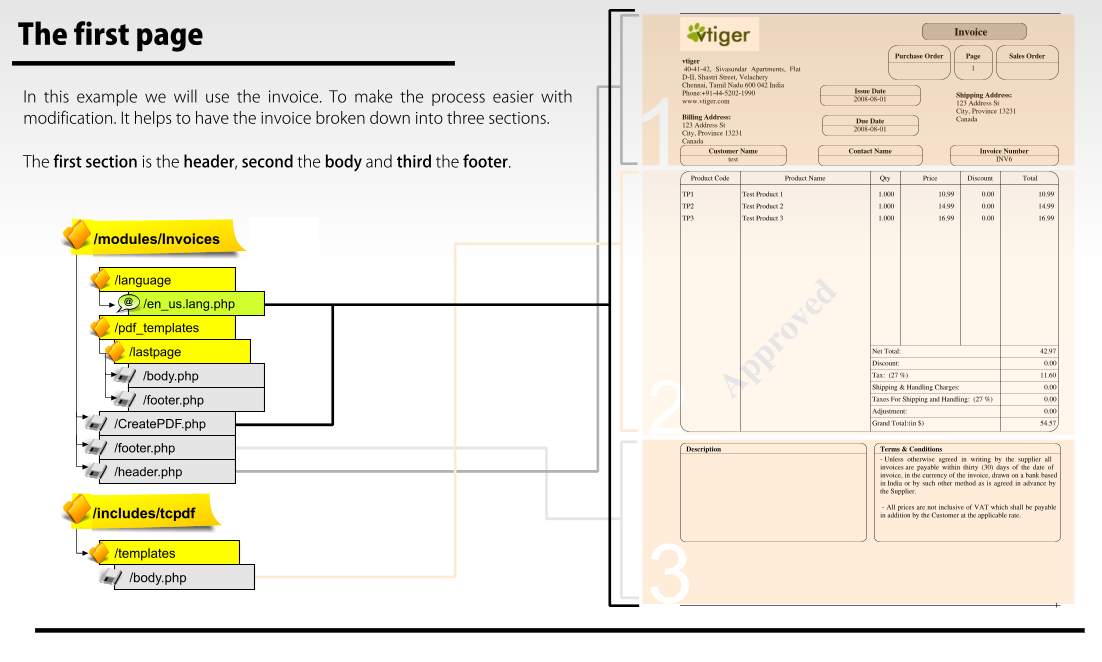 The first page
In this example we will use the invoice. To make the process easier with
modification. It helps to have the invoice broken down into three sections.
The first section is the header, second the body and third the footer.
/modules/Invoices
/language
@
/en_us.lang.php
/pdf_templates
/lastpage
/body.php
/footer.php
/CreatePDF.php
/footer.php
/header.php
/includes/tcpdf
/templates
/body.php
1
vtiger
Invoice
Purchase Order
Page
1
Sales Order
vtiger
40-41-42, Sivasundar Apartments, Flat
D-II, Shastri Street, Velachery
Chennai, Tamil Nadu 600 042 India
Phone:+91-44-5202-1990
www.vtiger.com
Issue Date
2008-08-01
Shipping Address:
123 Address St
City, Province 13231
Canada
Billing Address:
123 Address St
City, Province 13231
Canada
Due Date
2008-08-01
Customer Name
test
Contact Name
Invoice Number
INV6
2
Product Code Product Name Qty Price Discount Total
TP1 Test Product 1 1.000 10.99 0.00 10.99
TP2 Test Product 2 1.000 14.99 0.00 14.99
TP3 Test Product 3 1.000 16.99 0.00 16.99
Approved
Net Total: 42.97
Discount: 0.00
Tax: (27 %) 11.60
Shipping & Handling Charges: 0.00
Taxes For Shipping and Handling: (27 %) 0.00
Adjustment: 0.00
Grand Total:(in $) 54.57
3
Description
Terms & Conditions
- Unless otherwise agreed in writing by the supplier all
invoices are payable within thirty (30) days of the date of
invoice, in the currency of the invoice, drawn on a bank based
in India or by such other method as is agreed in advance by
the Supplier.
- All prices are not inclusive of VAT which shall be payable
in addition by the Customer at the applicable rate.